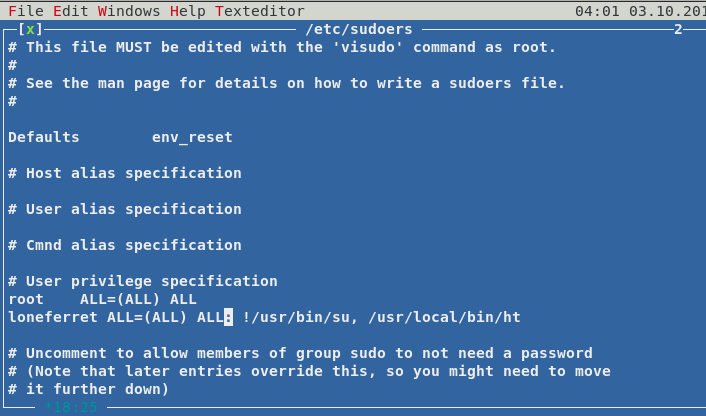 File Edit Windows Help Texteditor 04:01 03.10.201
[x] /etc/sudoers 2
# This file MUST be edited with the 'visudo' command as root.
#
# See the man page for details on how to write a sudoers file.
#
Defaults env_reset
# Host alias specification
# User alias specification
# Cmnd alias specification
# User privilege specification
root ALL=(ALL) ALL
loneferret ALL=(ALL) ALL: !/usr/bin/su, /usr/local/bin/ht
# Uncomment to allow members of group sudo to not need a password
# (Note that later entries override this, so you might need to move
# it further down)
*18:25